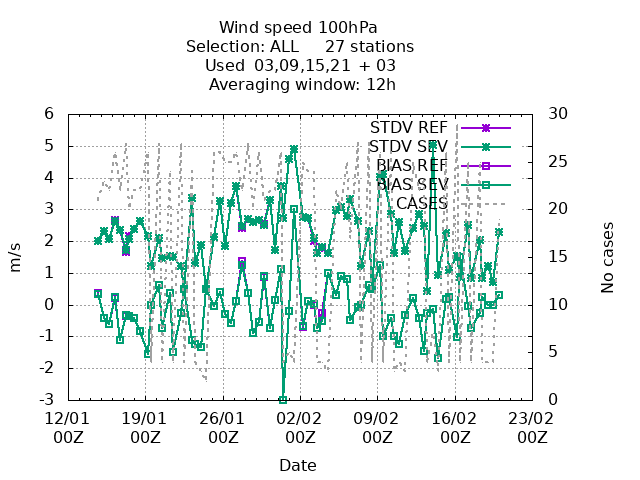 Wind speed 100hPa
Selection: ALL 27 stations
Used 03,09,15,21 + 03
Averaging window: 12h
6
5
4
3
2
1
0
-1
-2
-3
m/s
30
25
20
15
10
5
0
No cases
STDV REF
STDV SEV
BIAS REF
BIAS SEV
CASES
12/01 19/01 26/01 02/02 09/02 16/02 23/02
00Z 00Z 00Z 00Z 00Z 00Z 00Z
Date